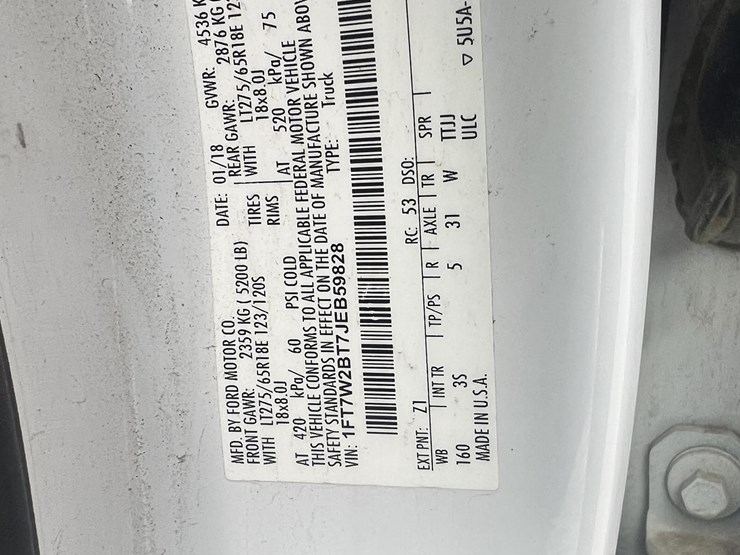 MFD. BY FORD MOTOR CO. DATE: 01/18 GVWR: 4536 K
FRONT GAWR: 2359 KG ( 5200 LB) REAR GAWR: 2876 KG
WITH LT275/65R18E 123/120S TIRES WITH LT275/65R18E 12
18x8.0J RIMS 18x8.0J
AT 420 kPa/ 60 PSI COLD AT 520 kPa/ 75
THIS VEHICLE CONFORMS TO ALL APPLICABLE FEDERAL MOTOR VEHICLE
SAFETY STANDARDS IN EFFECT ON THE DATE OF MANUFACTURE SHOWN ABOV
VIN: 1FT7W2BT7JEB59828 TYPE: Truck
EXT PNT: Z1 RC: 53 DSO:
WB INT TR TP/PS R AXLE TR SPR
160 3S 5 31 W TTJJ
MADE IN U.S.A. ULC
▽ 5U5A-